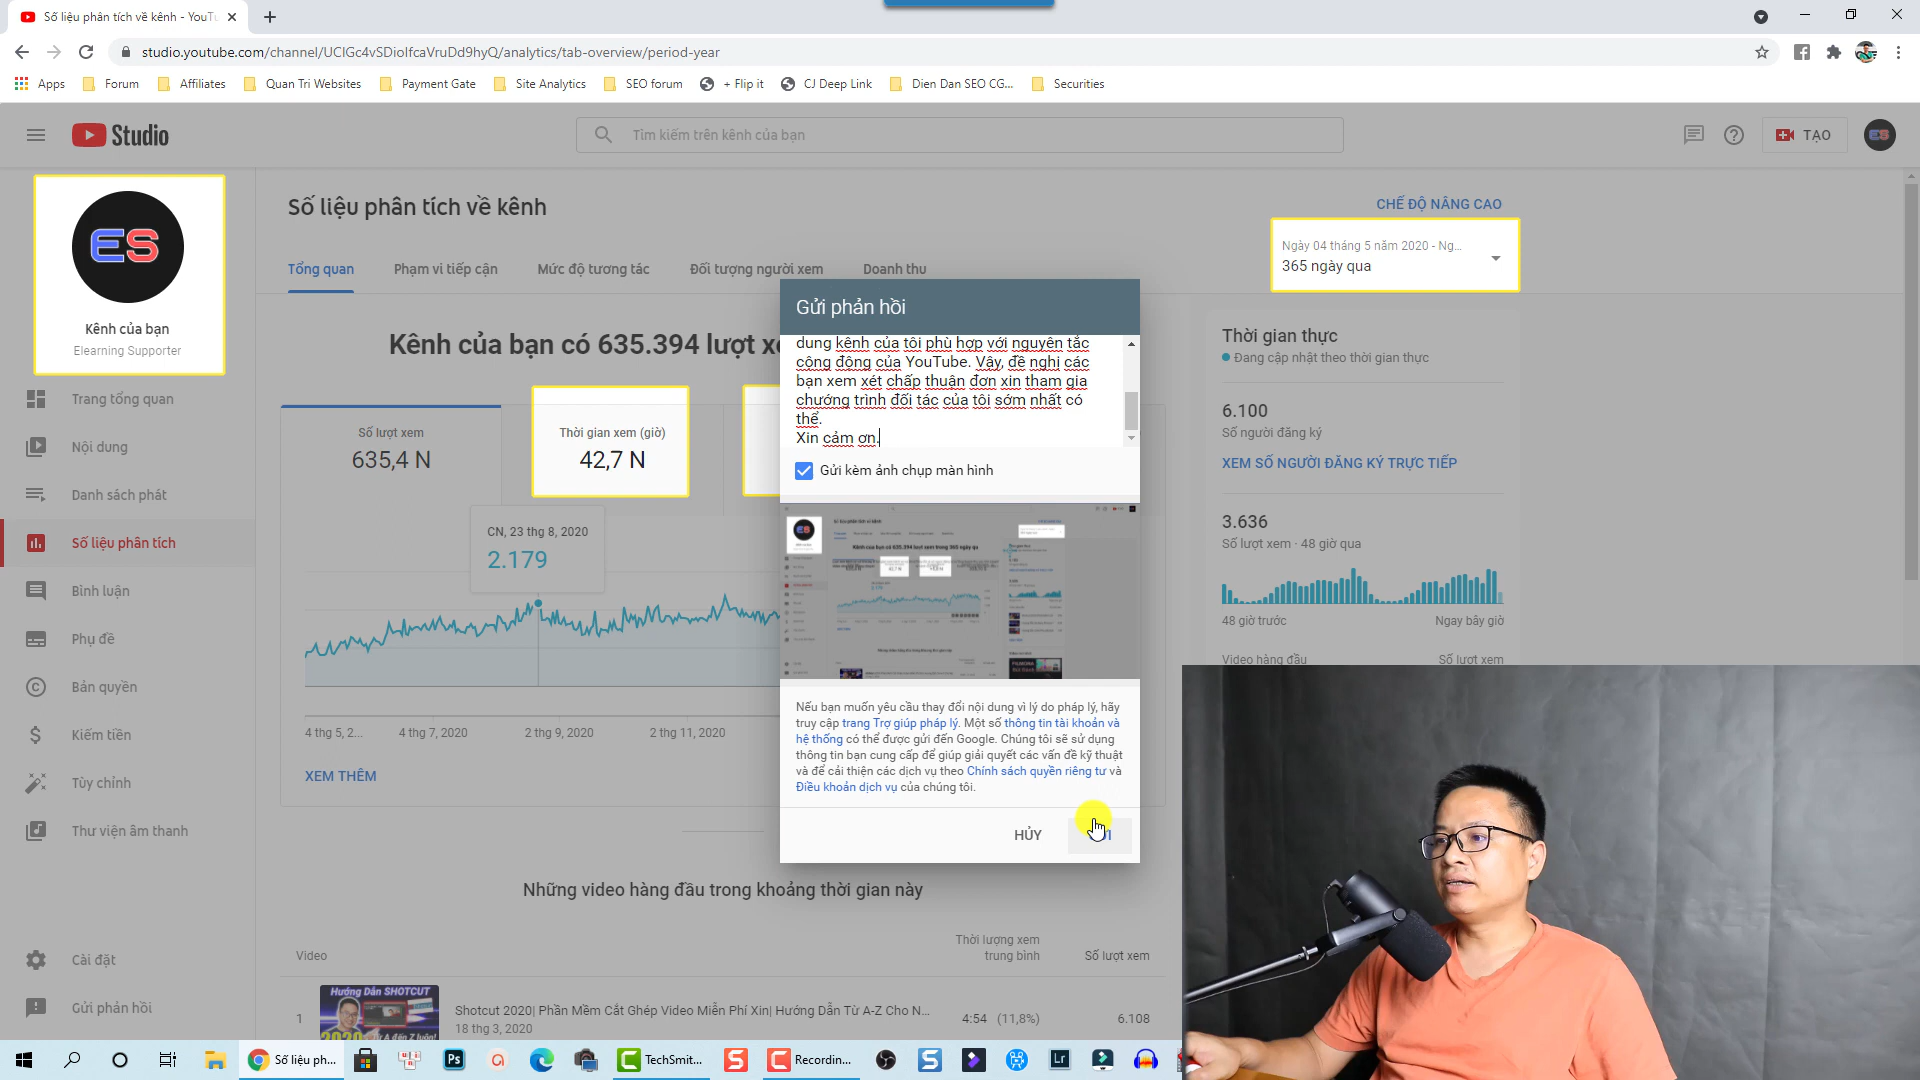 Số liệu phân tích về kênh - YouTu
studio.youtube.com/channel/UCIGc4vSDioIfcaVruDd9hyQ/analytics/tab-overview/period-year
Apps
Forum
Affiliates
Quan Tri Websites
Payment Gate
Site Analytics
SEO forum
+ Flip it
CJ Deep Link
Dien Dan SEO CG...
Securities
Studio
Tìm kiếm trên kênh của bạn
TẠO
ES
ES
Kênh của bạn
Elearning Supporter
Trang tổng quan
Nội dung
Danh sách phát
Số liệu phân tích
Bình luận
Phụ đề
Bản quyền
Kiếm tiền
Tùy chỉnh
Thư viện âm thanh
Cài đặt
Gửi phản hồi
Số liệu phân tích về kênh
CHẾ ĐỘ NÂNG CAO
Ngày 04 tháng 5 năm 2020 - Ng...
365 ngày qua
Tổng quan
Phạm vi tiếp cận
Mức độ tương tác
Đối tượng người xem
Doanh thu
Kênh của bạn có 635.394 lượt
Số lượt xem
635,4 N
Thời gian xem (giờ)
42,7 N
CN, 23 thg 8, 2020
2.179
4 thg 5, 2...
4 thg 7, 2020
2 thg 9, 2020
2 thg 11, 2020
XEM THÊM
Gửi phản hồi
dung kênh của tôi phù hợp với nguyên tắc
cộng động của YouTube. Vậy, đề nghị các
bạn xem xét chấp thuận đơn xin tham gia
chướng trình đối tác của tôi sớm nhất có
thể.
Xin cảm ơn.
Gửi kèm ảnh chụp màn hình
Nếu bạn muốn yêu cầu thay đổi nội dung vì lý do pháp lý, hãy
truy cập trang Trợ giúp pháp lý. Một số thông tin tài khoản và
hệ thống có thể được gửi đến Google. Chúng tôi sẽ sử dụng
thông tin bạn cung cấp để giúp giải quyết các vấn đề kỹ thuật
và để cải thiện các dịch vụ theo Chính sách quyền riêng tư và
Điều khoản dịch vụ của chúng tôi.
HỦY
Thời gian thực
Đang cập nhật theo thời gian thực
6.100
Số người đăng ký
XEM SỐ NGƯỜI ĐĂNG KÝ TRỰC TIẾP
3.636
Số lượt xem · 48 giờ qua
48 giờ trước
Ngay bây giờ
Video hàng đầu
Số lượt xem
Những video hàng đầu trong khoảng thời gian này
Video
Thời lượng xem
trung bình
Số lượt xem
1
Hướng Dẫn SHOTCUT
2020
TỪ A đến Z luôn!
Shotcut 2020| Phần Mềm Cắt Ghép Video Miễn Phí Xịn| Hướng Dẫn Từ A-Z Cho N...
18 thg 3, 2020
4:54 (11,8%)
6.108
Số liệu ph...
Ps
TechSmit...
Recordin...
Lr